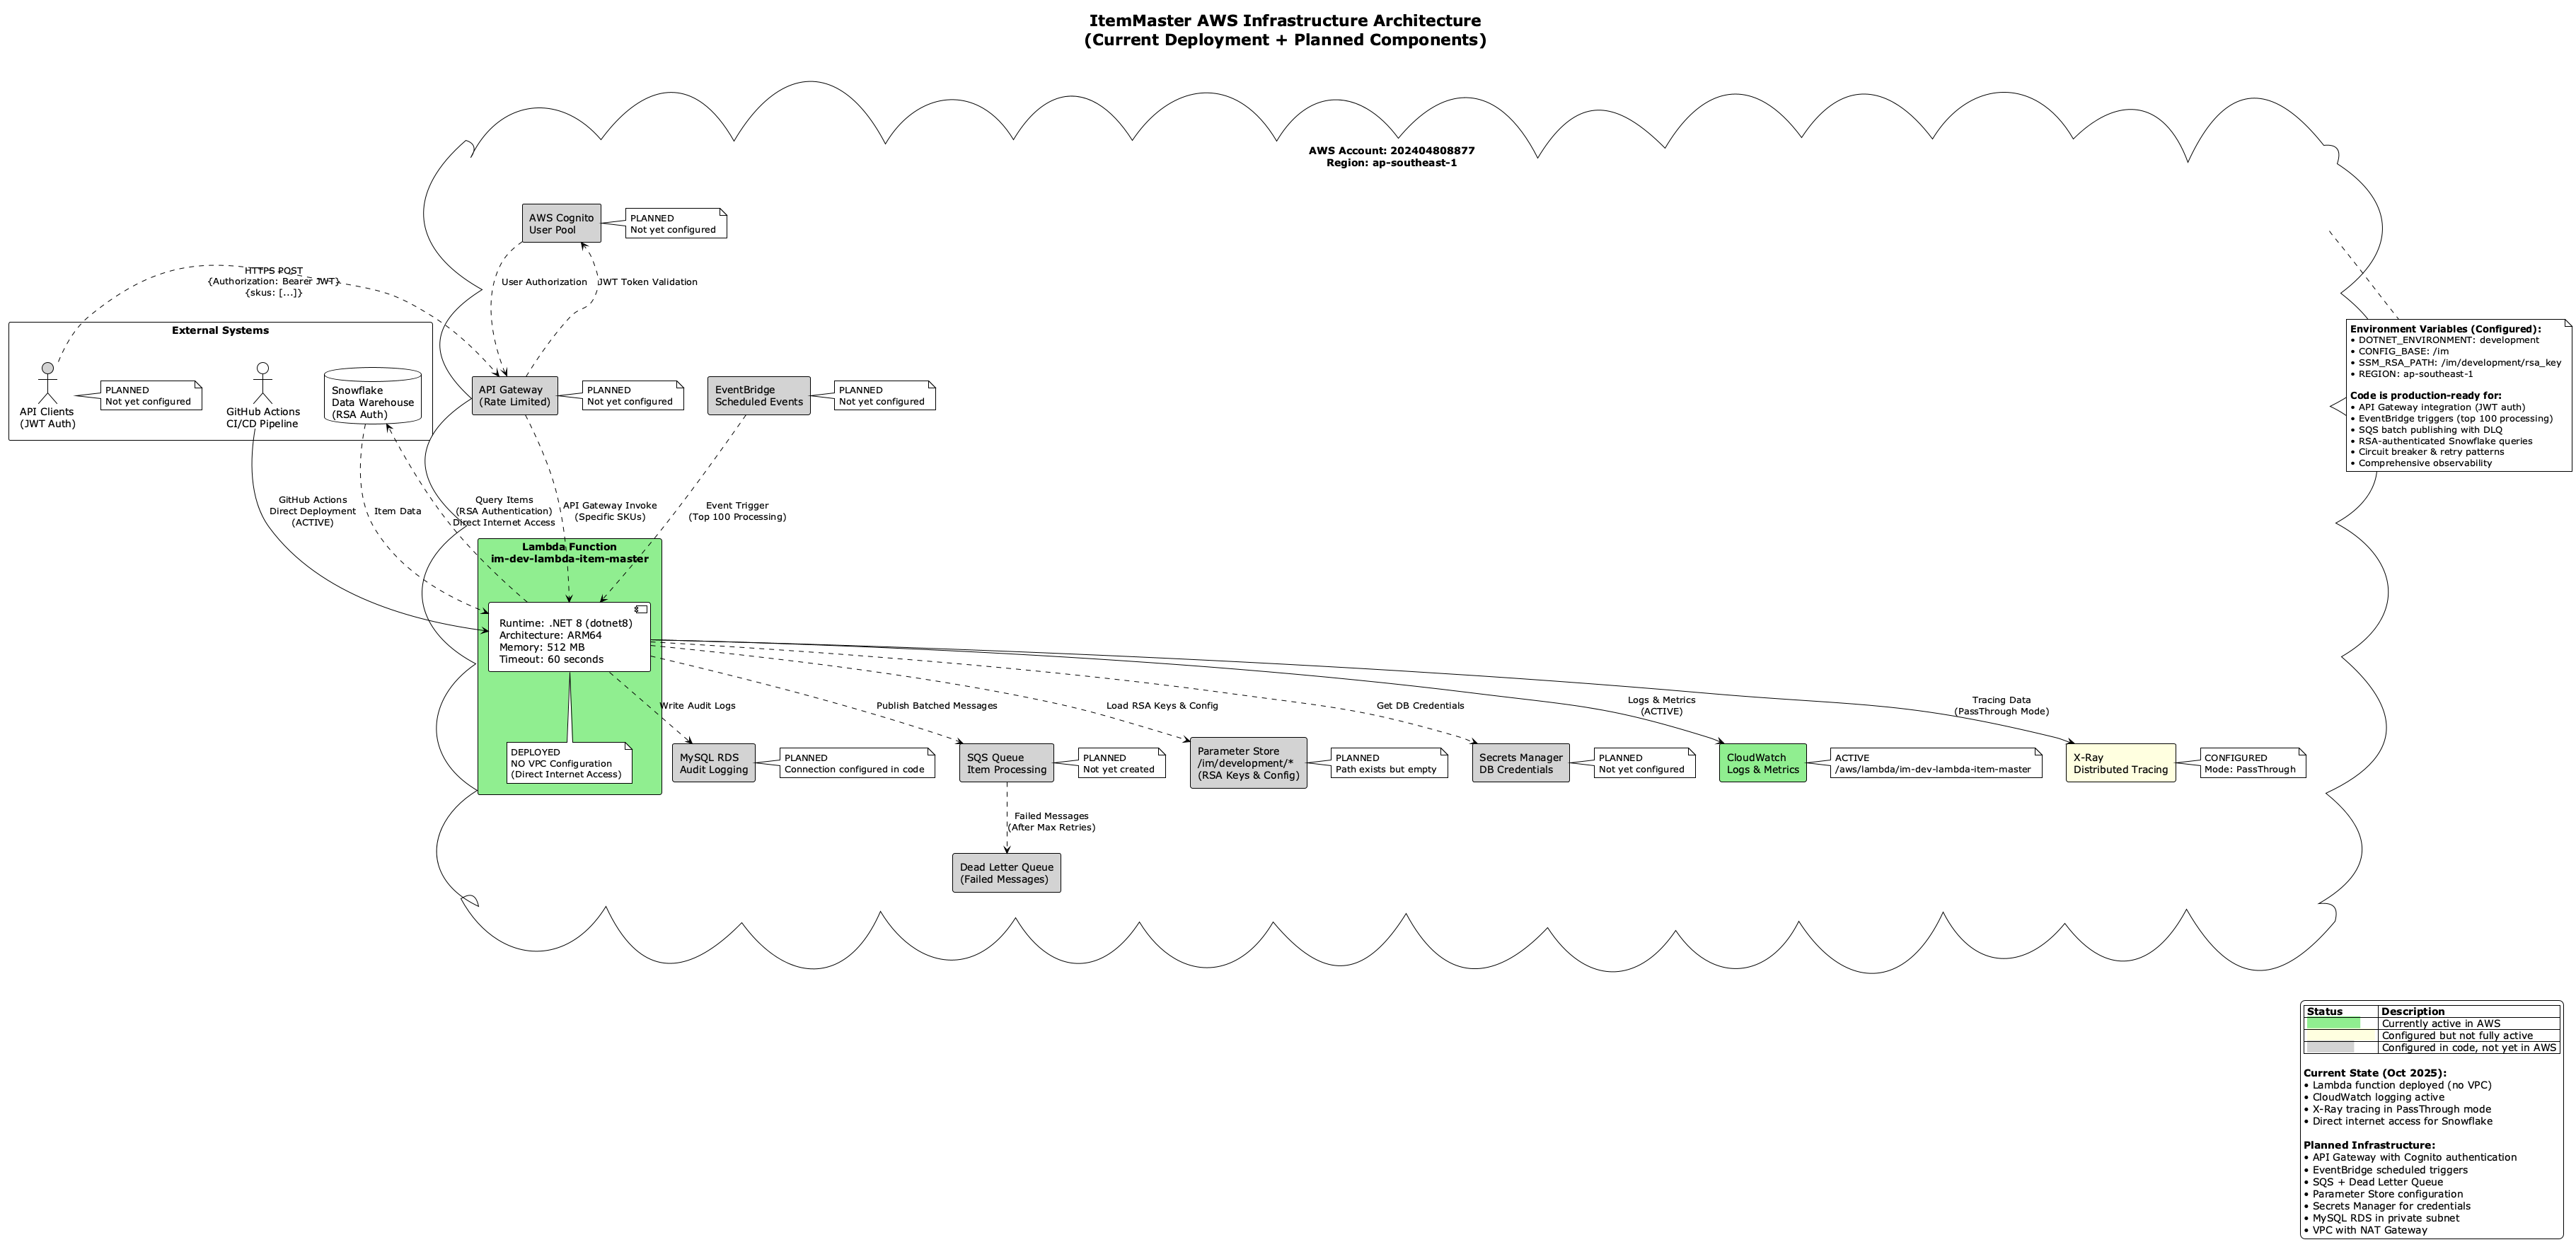 ItemMaster AWS Infrastructure Architecture
(Current Deployment + Planned Components)
AWS Account: 202404808877
Region: ap-southeast-1
AWS Cognito
User Pool
PLANNED
Not yet configured
HTTPS POST
{Authorization: Bearer JWT}
{skus: [...]}
User Authorization
JWT Token Validation
External Systems
API Clients
(JWT Auth)
PLANNED
Not yet configured
GitHub Actions
CI/CD Pipeline
Snowflake
Data Warehouse
(RSA Auth)
API Gateway
(Rate Limited)
PLANNED
Not yet configured
EventBridge
Scheduled Events
PLANNED
Not yet configured
Environment Variables (Configured):
• DOTNET_ENVIRONMENT: development
• CONFIG_BASE: /im
• SSM_RSA_PATH: /im/development/rsa_key
• REGION: ap-southeast-1
Code is production-ready for:
• API Gateway integration (JWT auth)
• EventBridge triggers (top 100 processing)
• SQS batch publishing with DLQ
• RSA-authenticated Snowflake queries
• Circuit breaker & retry patterns
• Comprehensive observability
GitHub Actions
Direct Deployment
(ACTIVE)
Item Data
Query Items
(RSA Authentication)
Direct Internet Access
API Gateway Invoke
(Specific SKUs)
Event Trigger
(Top 100 Processing)
Lambda Function
im-dev-lambda-item-master
Runtime: .NET 8 (dotnet8)
Architecture: ARM64
Memory: 512 MB
Timeout: 60 seconds
DEPLOYED
NO VPC Configuration
(Direct Internet Access)
Write Audit Logs
Publish Batched Messages
Load RSA Keys & Config
Get DB Credentials
Logs & Metrics
(ACTIVE)
Tracing Data
(PassThrough Mode)
MySQL RDS
Audit Logging
PLANNED
Connection configured in code
SQS Queue
Item Processing
PLANNED
Not yet created
Parameter Store
/im/development/*
(RSA Keys & Config)
PLANNED
Path exists but empty
Secrets Manager
DB Credentials
PLANNED
Not yet configured
CloudWatch
Logs & Metrics
ACTIVE
/aws/lambda/im-dev-lambda-item-master
X-Ray
Distributed Tracing
CONFIGURED
Mode: PassThrough
Failed Messages
(After Max Retries)
Dead Letter Queue
(Failed Messages)
Status Description
Currently active in AWS
Configured but not fully active
Configured in code, not yet in AWS
Current State (Oct 2025):
• Lambda function deployed (no VPC)
• CloudWatch logging active
• X-Ray tracing in PassThrough mode
• Direct internet access for Snowflake
Planned Infrastructure:
• API Gateway with Cognito authentication
• EventBridge scheduled triggers
• SQS + Dead Letter Queue
• Parameter Store configuration
• Secrets Manager for credentials
• MySQL RDS in private subnet
• VPC with NAT Gateway